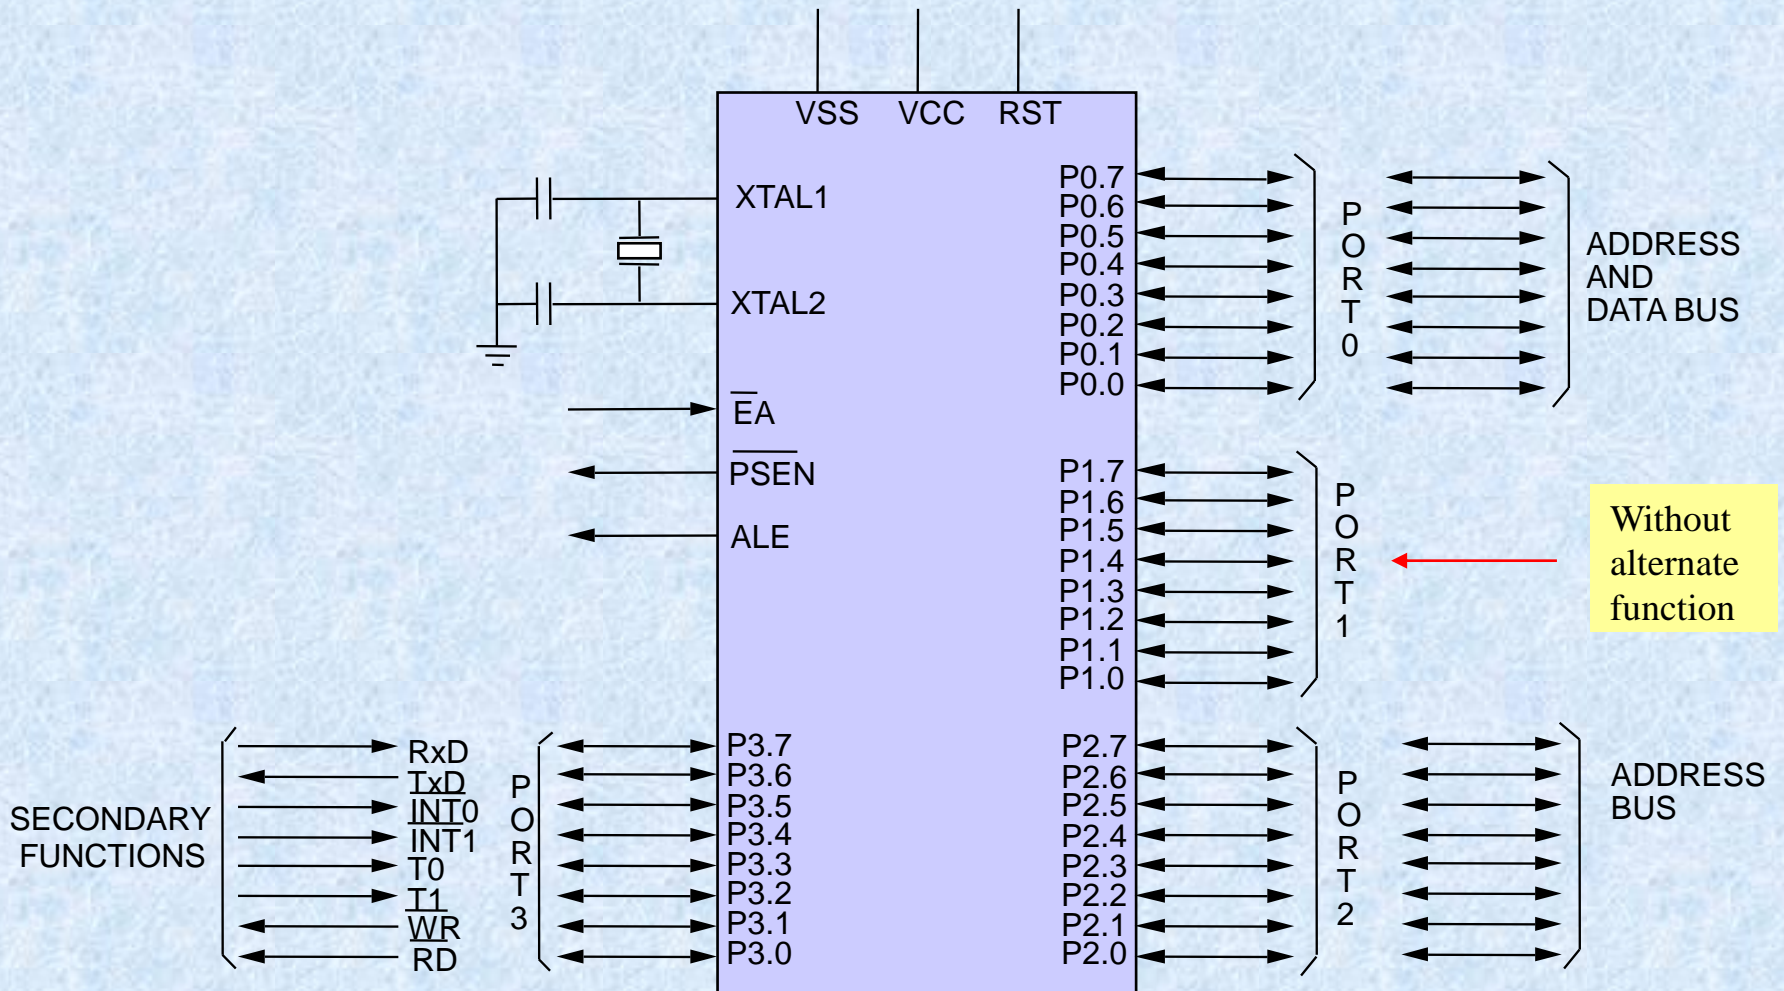 VSS VCC RST
XTAL1
XTAL2
EA
PSEN
ALE
P0.7
P0.6
P0.5
P0.4
P0.3
P0.2
P0.1
P0.0
PORT0
ADDRESS
AND
DATA BUS
P1.7
P1.6
P1.5
P1.4
P1.3
P1.2
P1.1
P1.0
PORT1
Without
alternate
function
SECONDARY
FUNCTIONS
RxD
TxD
INT0
INT1
T0
T1
WR
RD
PORT3
P3.7
P3.6
P3.5
P3.4
P3.3
P3.2
P3.1
P3.0
P2.7
P2.6
P2.5
P2.4
P2.3
P2.2
P2.1
P2.0
PORT2
ADDRESS
BUS